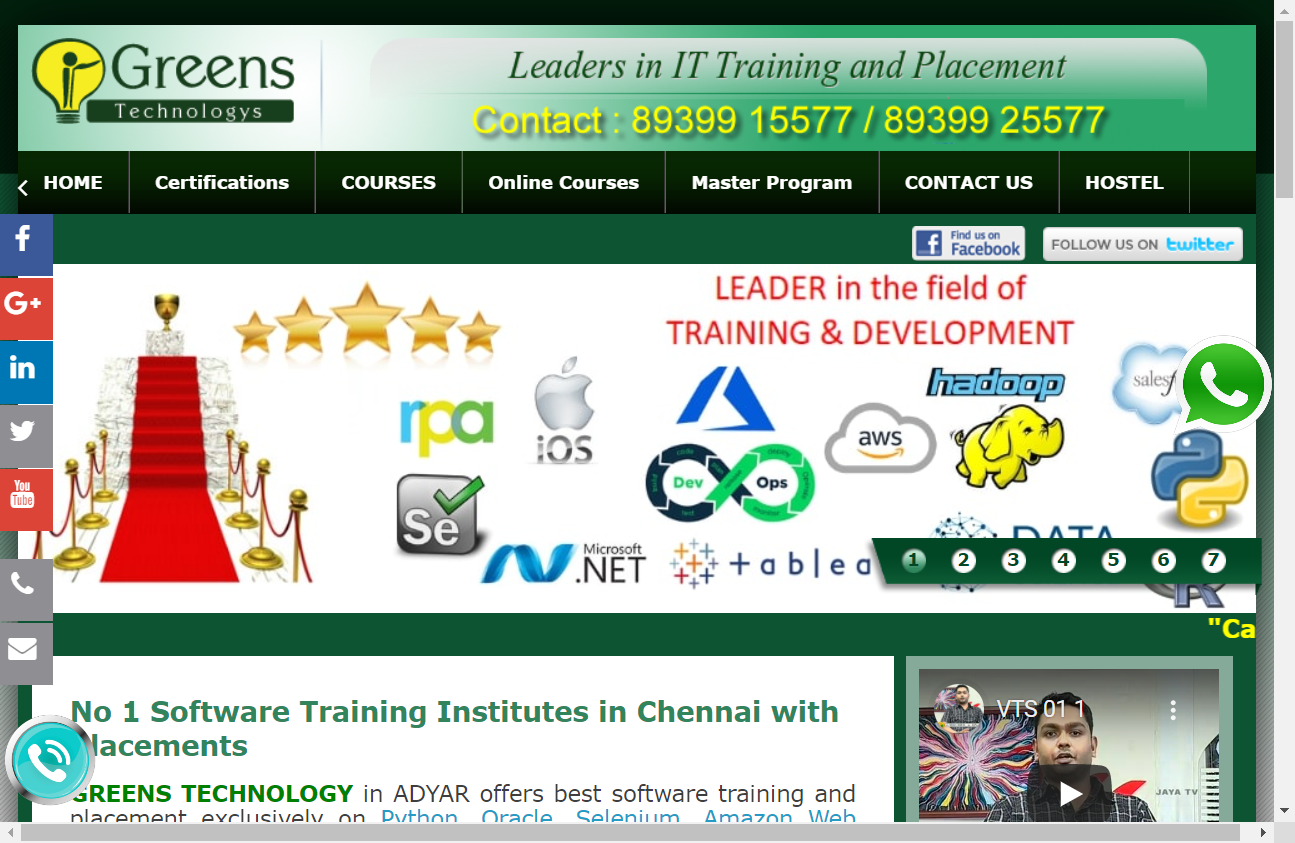 Greens
Technologys
Leaders in IT Training and Placement
Contact : 89399 15577 / 89399 25577
HOME
Certifications
COURSES
Online Courses
Master Program
CONTACT US
HOSTEL
Find us on
Facebook
FOLLOW US ON twitter
LEADER in the field of
TRAINING & DEVELOPMENT
G+
in
You
Tube
rpa
iOS
hadoop
aws
Dev Ops
Se
Microsoft
.NET
DATA
1 2 3 4 5 6 7
"Ca
VTS 01 1
JAYA TV
No 1 Software Training Institutes in Chennai with
GREENS TECHNOLOGY in ADYAR offers best software training and
placement exclusively on Python, Oracle, Selenium, Amazon Web